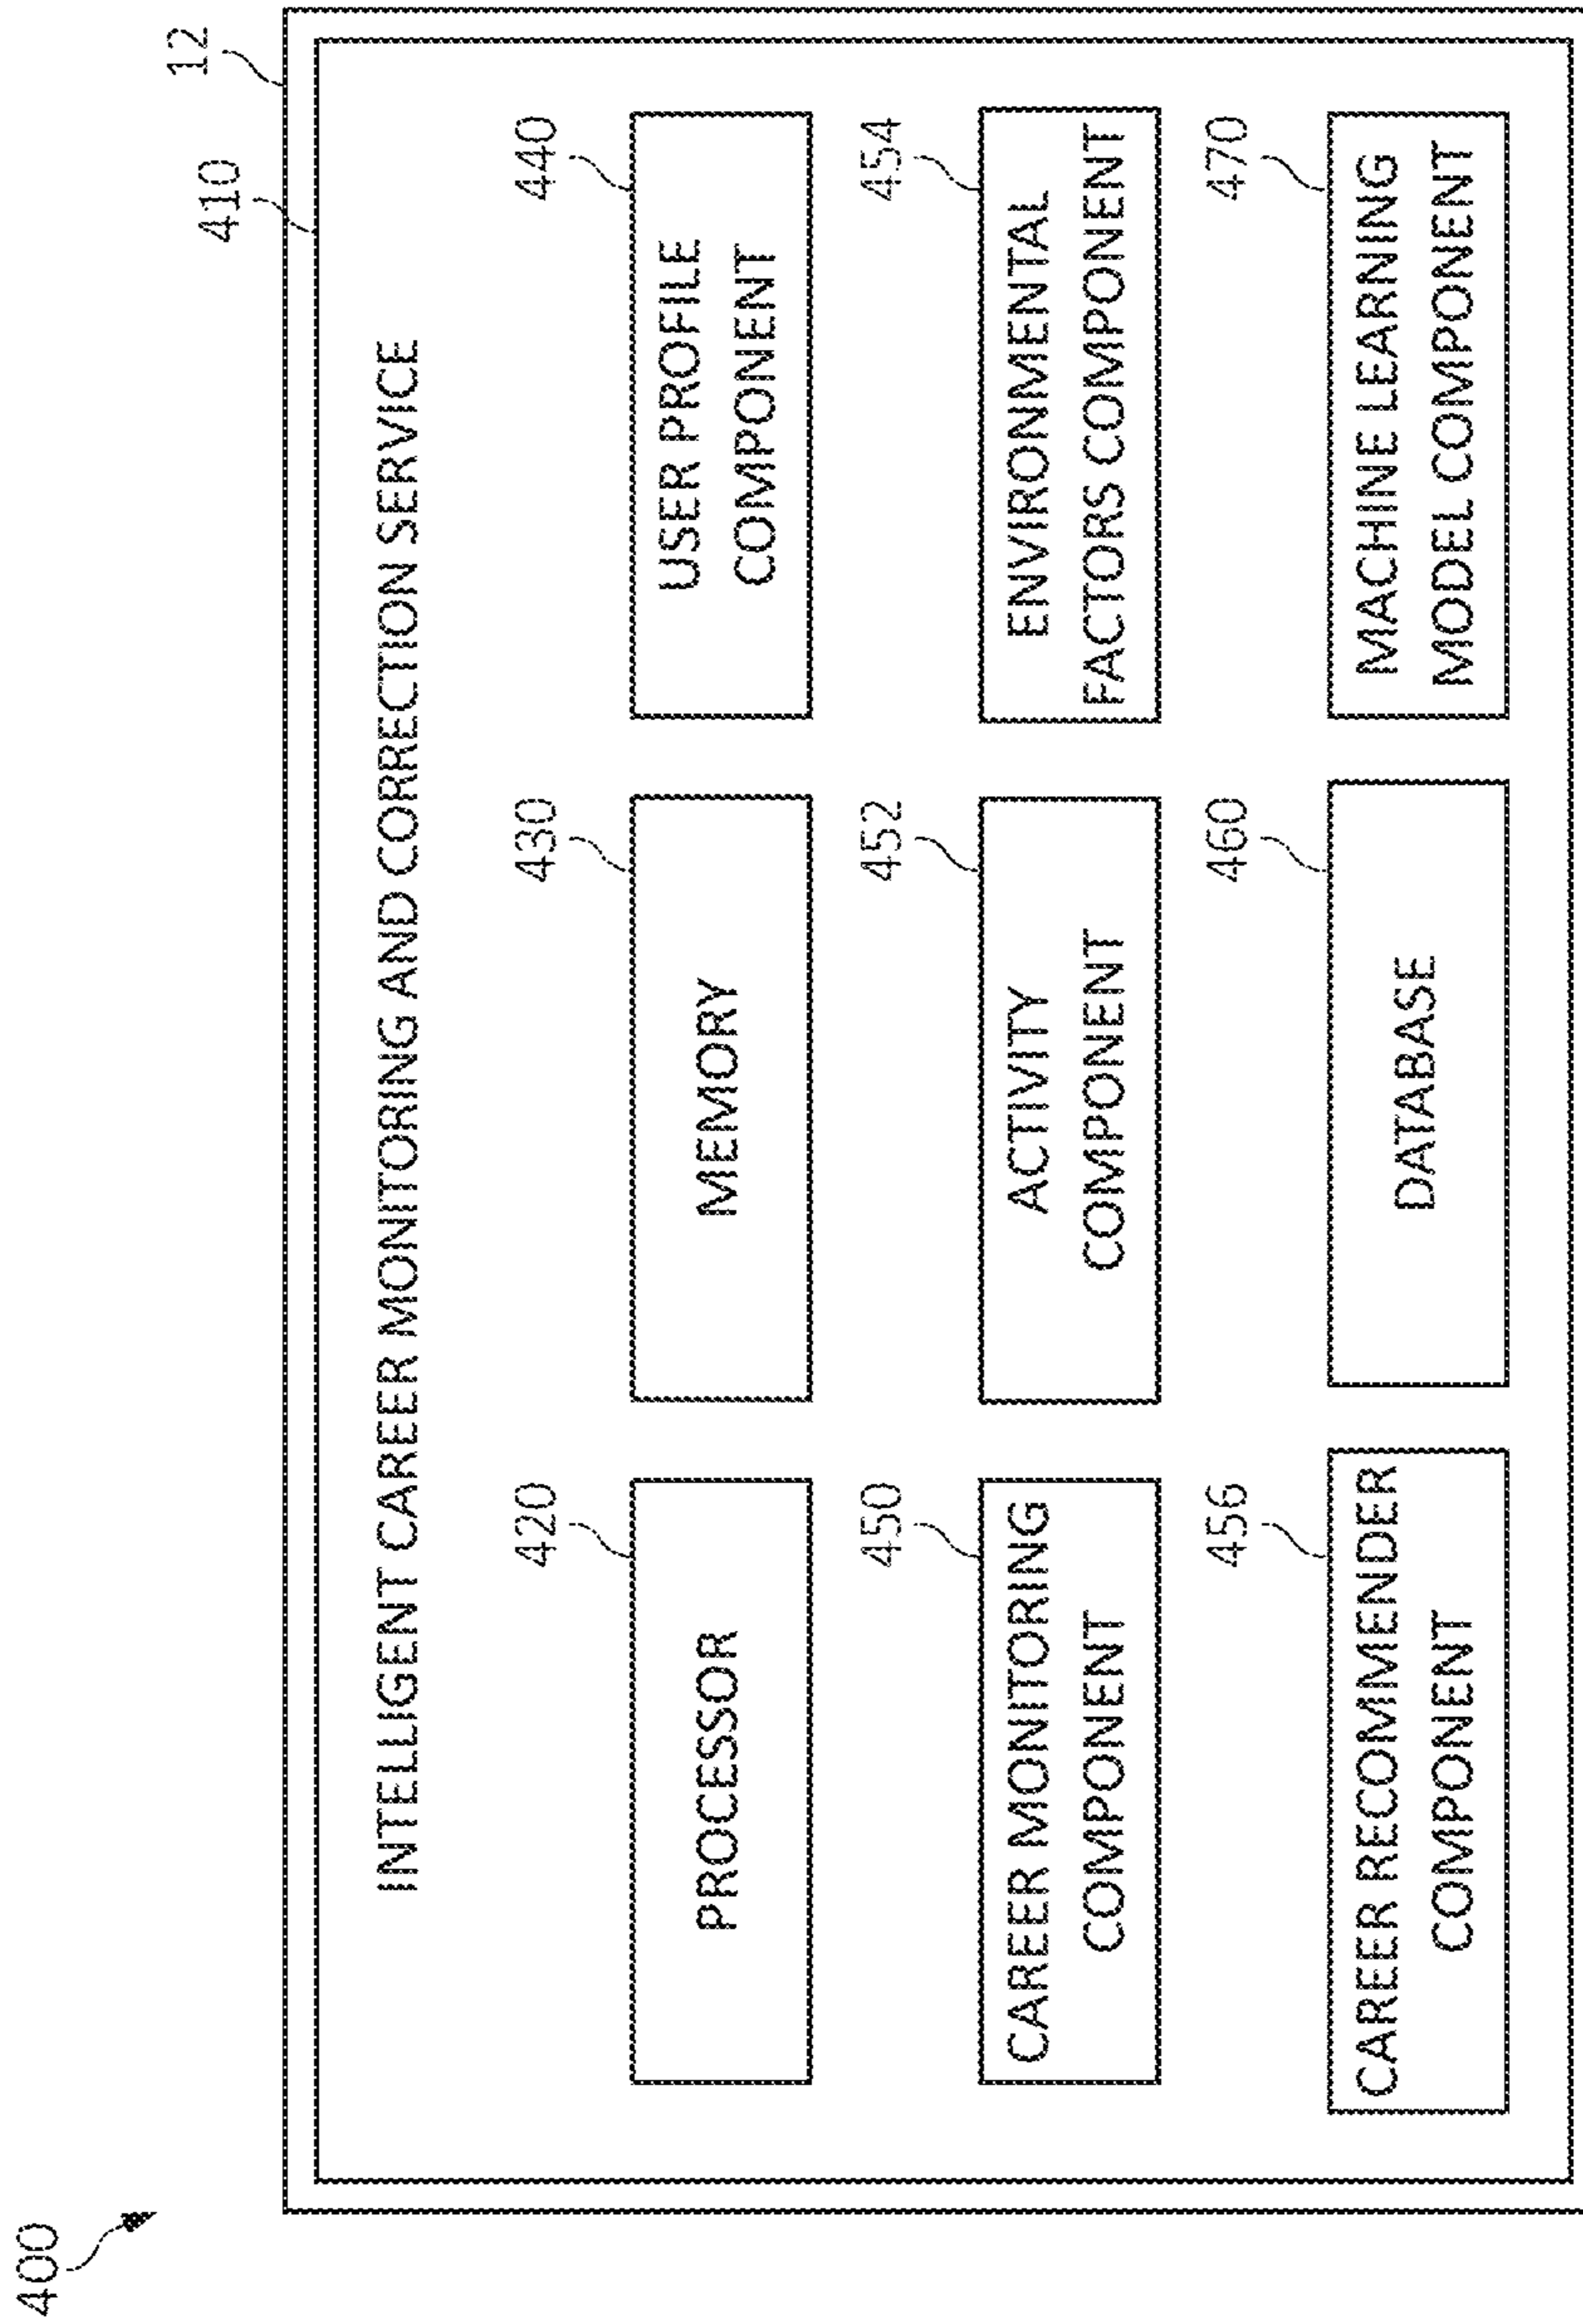 400
12
410
INTELLIGENT CAREER MONITORING AND CORRECTION SERVICE
420
PROCESSOR
430
MEMORY
440
USER PROFILE
COMPONENT
450
CAREER MONITORING
COMPONENT
452
ACTIVITY
COMPONENT
454
ENVIRONMENTAL
FACTORS COMPONENT
456
CAREER RECOMMENDER
COMPONENT
460
DATABASE
470
MACHINE LEARNING
MODEL COMPONENT